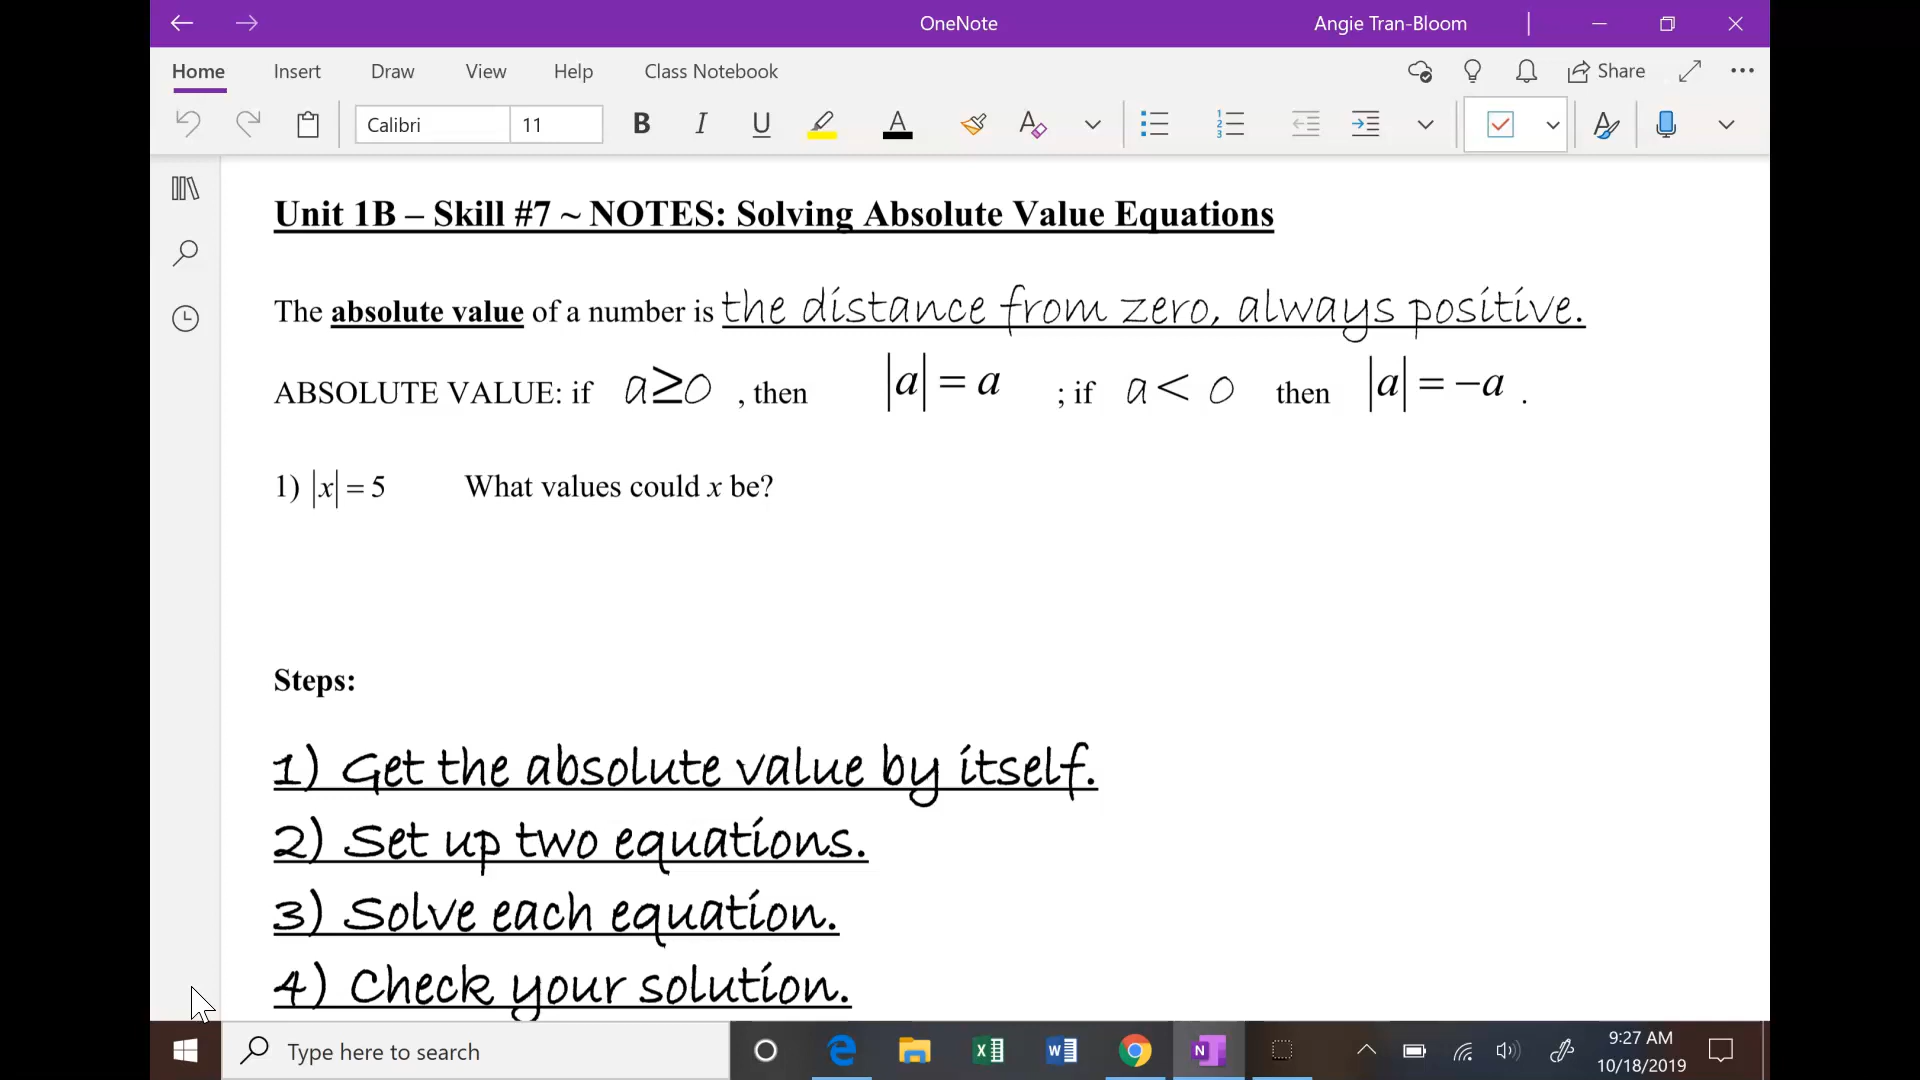 OneNote
Angie Tran-Bloom
Home Insert Draw View Help Class Notebook Share
Calibri 11 B I U A A
Unit 1B – Skill #7 ~ NOTES: Solving Absolute Value Equations
The absolute value of a number is the distance from zero, always positive.
ABSOLUTE VALUE: if a≥0 , then |a| = a ; if a< 0 then |a| = −a .
1) |x| = 5 What values could x be?
Steps:
1) Get the absolute value by itself.
2) Set up two equations.
3) Solve each equation.
4) Check your solution.
Type here to search
9:27 AM
10/18/2019